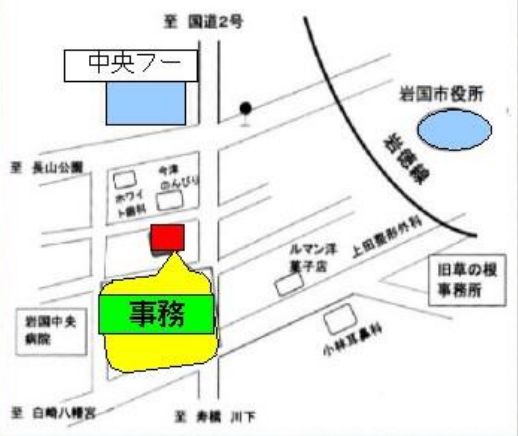 至 国道2号
中央フー
岩国市役所
岩徳線
至 長山公園
今津
のんびり
ホワイ
ト歯科
上田整形外科
ルマン洋
菓子店
旧草の根
事務所
事務
岩国中央
病院
小林耳鼻科
至 白崎八幡宮
至 寿橋 川下